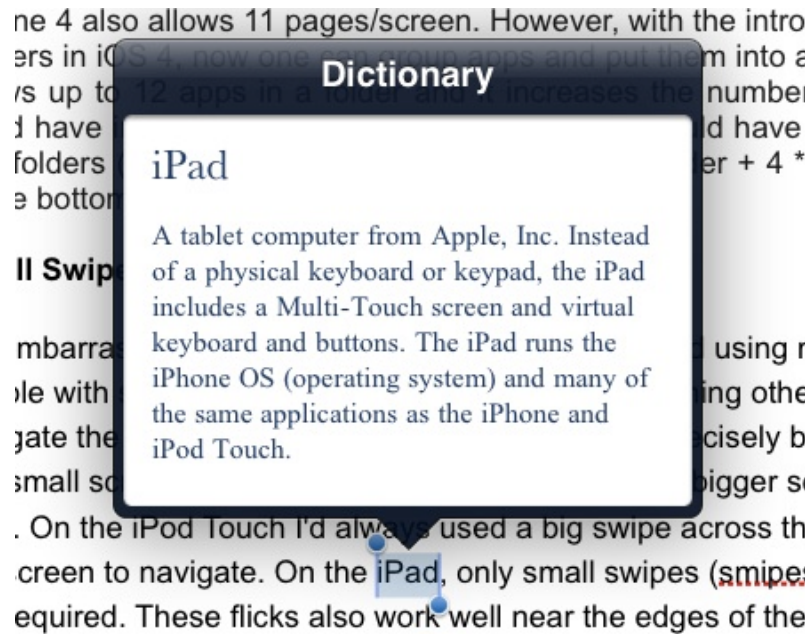 ne 4 also allows 11 pages/screen. However, with the intro
ers in iOS 4, now one can group apps and put them into a
s up to 12 apps in a folder and it increases the number
Dictionary
d have
ld have
folders
er + 4 *
e bottom
iPad
A tablet computer from Apple, Inc. Instead
of a physical keyboard or keypad, the iPad
includes a Multi-Touch screen and virtual
keyboard and buttons. The iPad runs the
iPhone OS (operating system) and many of
the same applications as the iPhone and
iPod Touch.
ll Swip
mbarras
using
ble with
ing othe
gate the
cisely b
small sc
bigger s
. On the iPod Touch I'd always used a big swipe across th
creen to navigate. On the iPad, only small swipes (smipes
equired. These flicks also work well near the edges of the